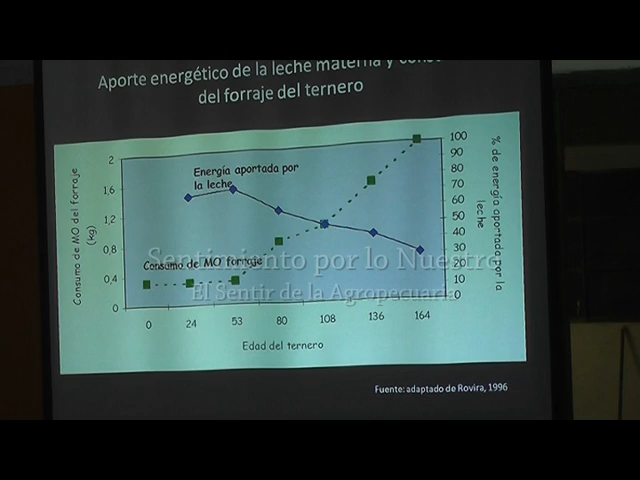 Aporte energético de la leche materna y
del forraje del ternero
Consumo de MO del forraje
(kg)
2
1,6
1,2
0,8
0,4
0
Energía aportada por
la leche
Consumo de MO forraje
100
90
80
70
60
50
40
30
20
10
0
% de energía aportada por la
leche
0 24 53 80 108 136 164
Edad del ternero
Fuente: adaptado de Rovira, 1996
Sentimiento por lo Nuestro
El Sentir de la Agropecuaria